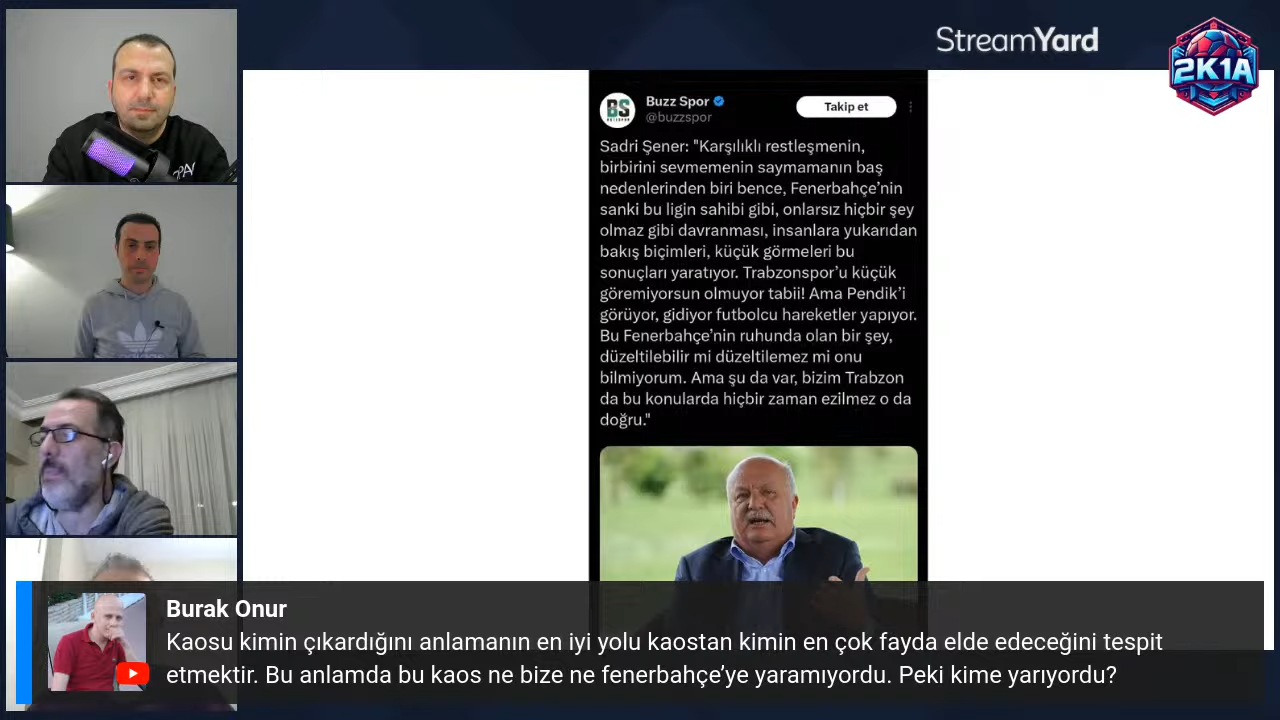 StreamYard
2K1A
BS
Buzz Spor
@buzzspor
Takip et
Sadri Şener: "Karşılıklı restleşmenin,
birbirini sevmemenin saymamanın baş
nedenlerinden biri bence, Fenerbahçe’nin
sanki bu ligin sahibi gibi, onlarsız hiçbir şey
olmaz gibi davranması, insanlara yukarıdan
bakış biçimleri, küçük görmeleri bu
sonuçları yaratıyor. Trabzonspor’u küçük
göremiyorsun olmuyor tabii! Ama Pendik’i
görüyor, gidiyor futbolcu hareketler yapıyor.
Bu Fenerbahçe’nin ruhunda olan bir şey,
düzeltilebilir mi düzeltilemez mi onu
bilmiyorum. Ama şu da var, bizim Trabzon
da bu konularda hiçbir zaman ezilmez o da
doğru."
Burak Onur
Kaosu kimin çıkardığını anlamanın en iyi yolu kaostan kimin en çok fayda elde edeceğini tespit
etmektir. Bu anlamda bu kaos ne bize ne fenerbahçe’ye yaramıyordu. Peki kime yarıyordu?